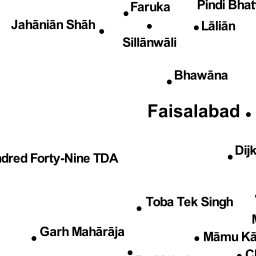 Faruka
Pindi Bhat
Jahāniān Shāh
Lāliān
Sillānwāli
Bhawāna
Faisalabad
Dijk
dred Forty-Nine TDA
Toba Tek Singh
Garh Mahārāja
Māmu Kā